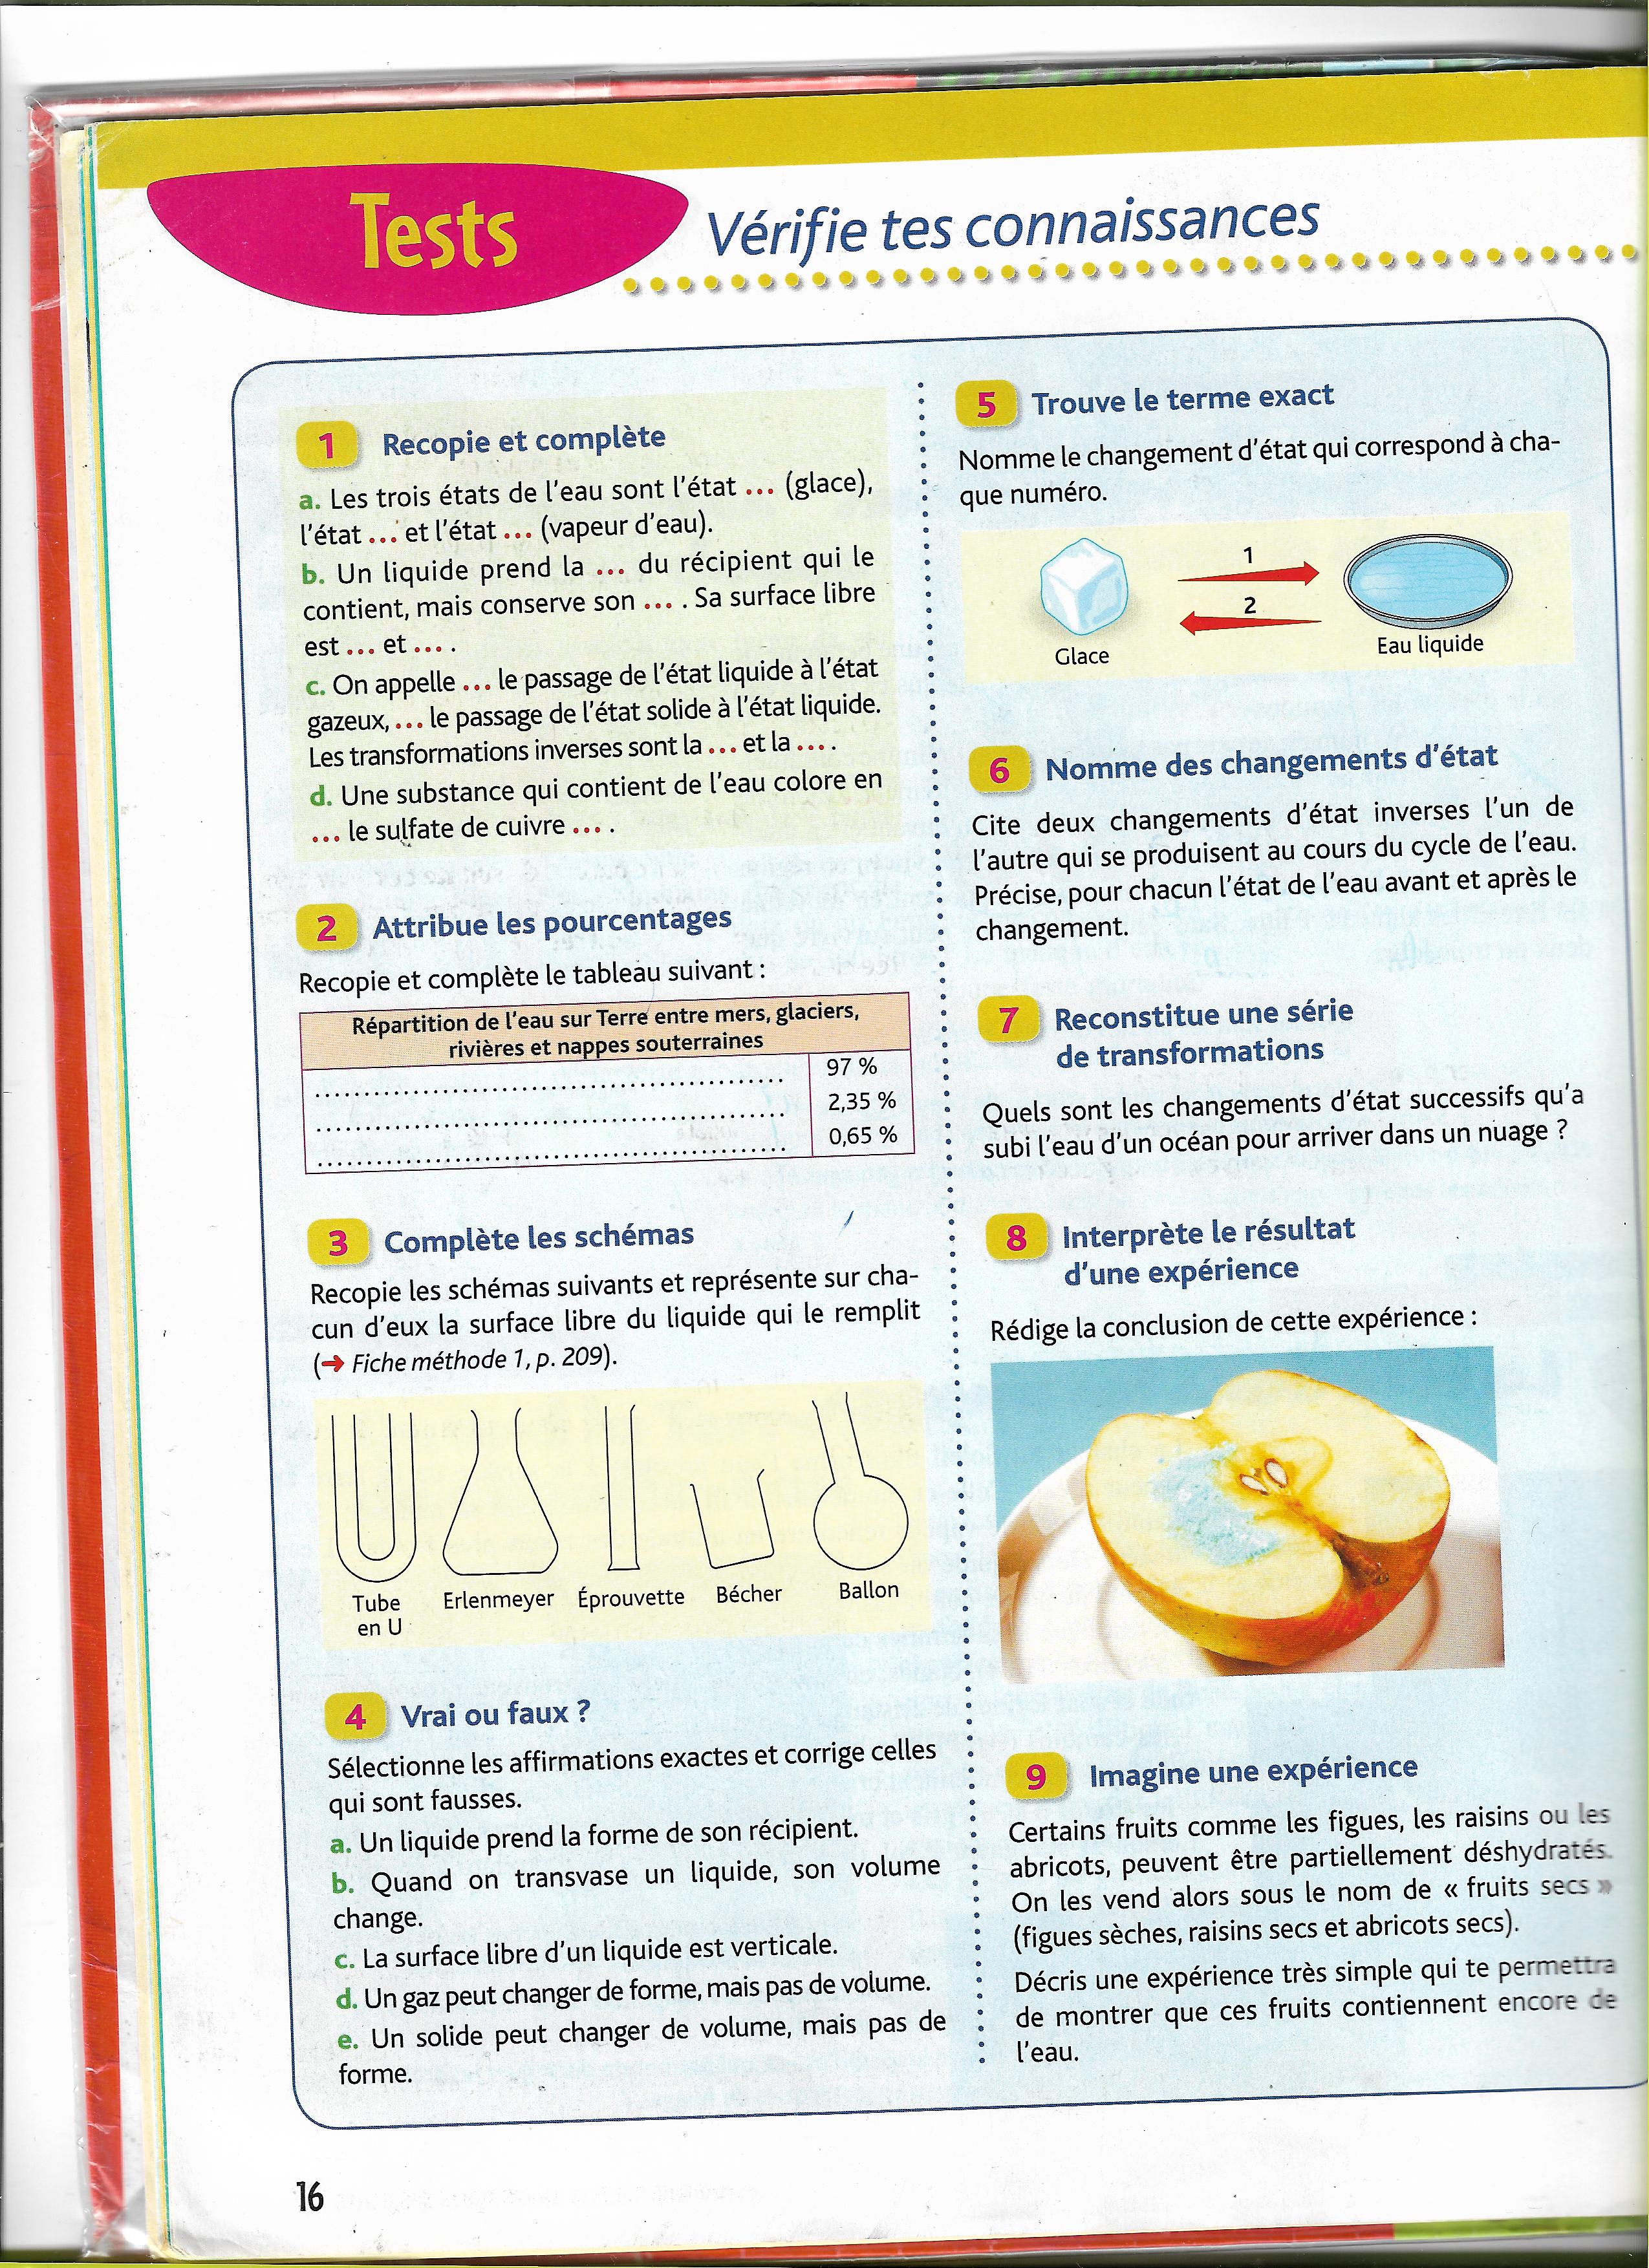 Tests
Vérifie tes connaissances
1 Recopie et complète
a. Les trois états de l'eau sont l'état ... (glace),
l'état ... et l'état ... (vapeur d'eau).
b. Un liquide prend la ... du récipient qui le
contient, mais conserve son ... . Sa surface libre
est ... et ... .
c. On appelle ... le passage de l'état liquide à l'état
gazeux, ... le passage de l'état solide à l'état liquide.
Les transformations inverses sont la ... et la ... .
d. Une substance qui contient de l'eau colore en
... le sulfate de cuivre ... .
2 Attribue les pourcentages
Recopie et complète le tableau suivant :
Répartition de l'eau sur Terre entre mers, glaciers,
rivières et nappes souterraines
97 %
2,35 %
0,65 %
3 Complète les schémas
Recopie les schémas suivants et représente sur cha-
cun d'eux la surface libre du liquide qui le remplit
(→ Fiche méthode 1, p. 209).
Tube
en U
Erlenmeyer
Éprouvette
Bécher
Ballon
4 Vrai ou faux ?
Sélectionne les affirmations exactes et corrige celles
qui sont fausses.
a. Un liquide prend la forme de son récipient.
b. Quand on transvase un liquide, son volume
change.
c. La surface libre d'un liquide est verticale.
d. Un gaz peut changer de forme, mais pas de volume.
e. Un solide peut changer de volume, mais pas de
forme.
5 Trouve le terme exact
Nomme le changement d'état qui correspond à cha-
que numéro.
1
2
Glace
Eau liquide
6 Nomme des changements d'état
Cite deux changements d'état inverses l'un de
l'autre qui se produisent au cours du cycle de l'eau.
Précise, pour chacun l'état de l'eau avant et après le
changement.
7 Reconstitue une série
de transformations
Quels sont les changements d'état successifs qu'a
subi l'eau d'un océan pour arriver dans un nuage ?
8 Interprète le résultat
d'une expérience
Rédige la conclusion de cette expérience :
9 Imagine une expérience
Certains fruits comme les figues, les raisins ou les
abricots, peuvent être partiellement déshydratés.
On les vend alors sous le nom de « fruits secs »
(figues sèches, raisins secs et abricots secs).
Décris une expérience très simple qui te permettra
de montrer que ces fruits contiennent encore de
l'eau.
16